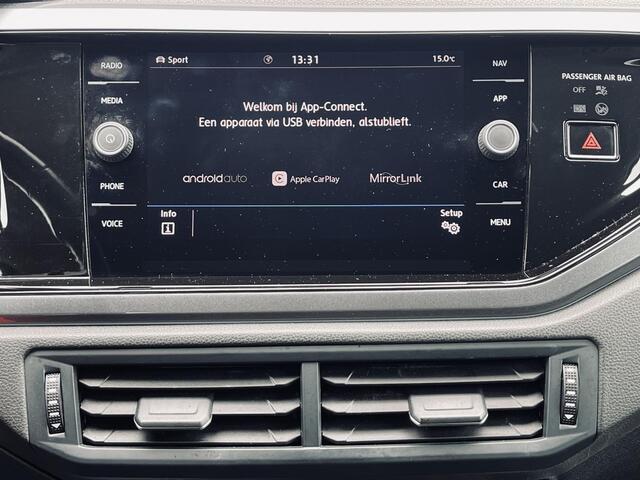 RADIO
MEDIA
PHONE
VOICE
Sport
13:31
15.0°C
Welkom bij App-Connect.
Een apparaat via USB verbinden, alstublieft.
androidauto
Apple CarPlay
MirrorLink
Info
Setup
NAV
APP
CAR
MENU
PASSENGER AIR BAG
OFF